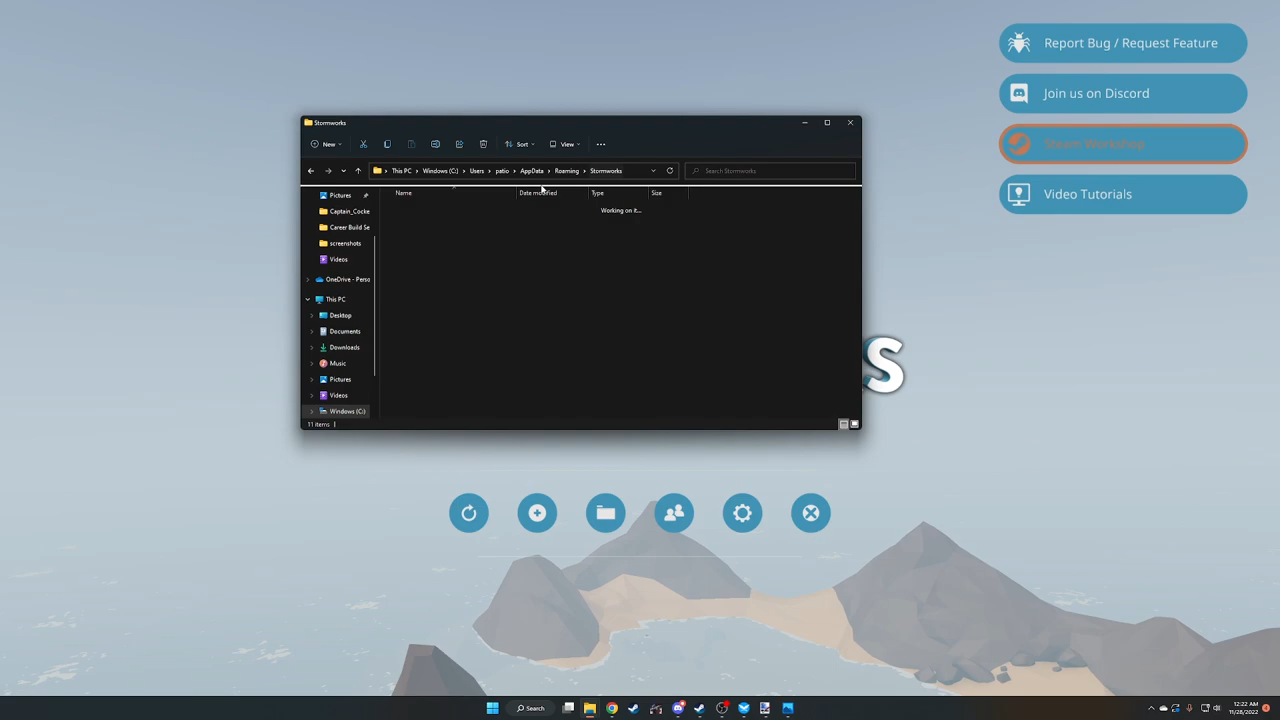 Report Bug / Request Feature
Join us on Discord
Steam Workshop
Video Tutorials
Stormworks
New
Sort
View
This PC
Windows (C:)
Users
patio
AppData
Roaming
Stormworks
Search Stormworks
Name
Date modified
Type
Size
Working on it...
Pictures
Captain_Cocke
Career Build Se
screenshots
Videos
OneDrive - Perso
This PC
Desktop
Documents
Downloads
Music
Pictures
Videos
Windows (C:)
11 items
S
Search
12:22 AM
11/28/2022